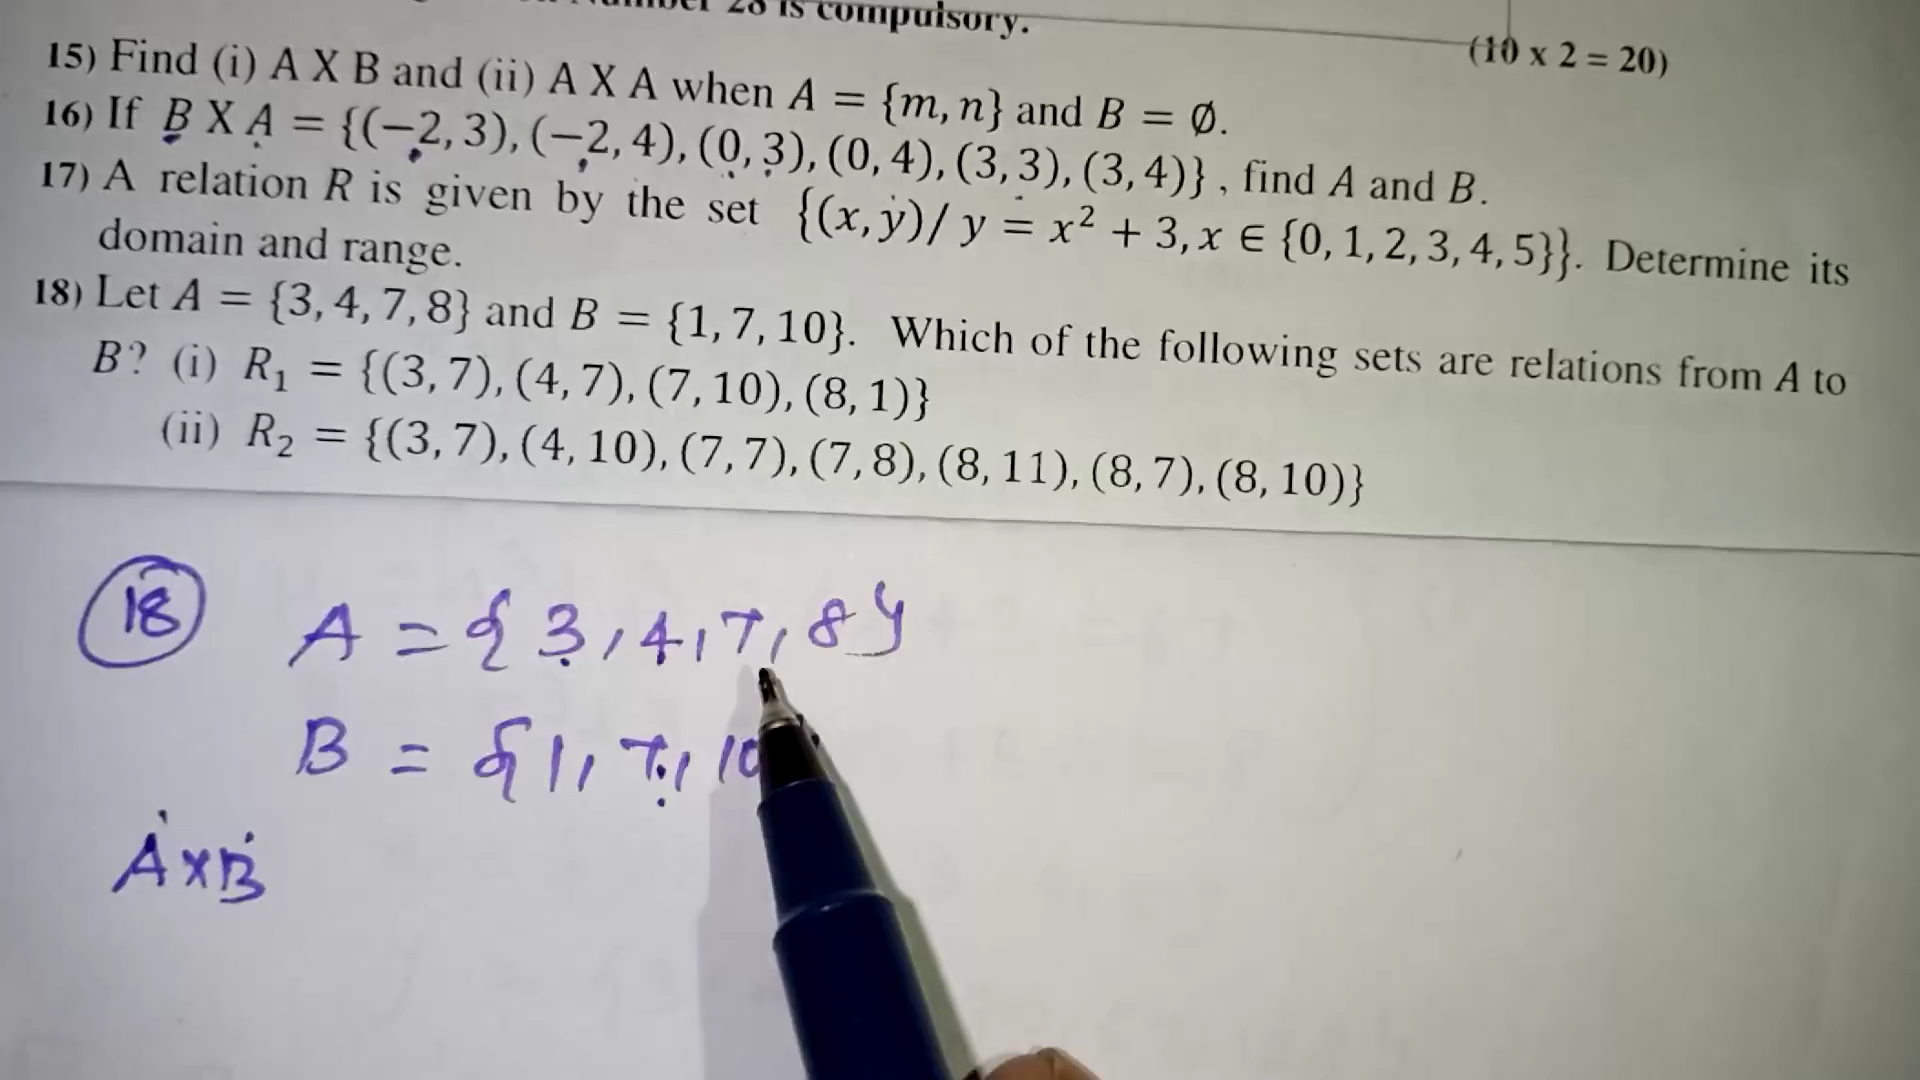 28 is compulsory.
(10 x 2 = 20)
15) Find (i) A X B and (ii) A X A when A = {m, n} and B = ∅.
16) If B X A = {(−2, 3), (−2, 4), (0, 3), (0, 4), (3, 3), (3, 4)} , find A and B.
17) A relation R is given by the set {(x, y)/ y = x² + 3, x ∈ {0, 1, 2, 3, 4, 5}}. Determine its
domain and range.
18) Let A = {3, 4, 7, 8} and B = {1, 7, 10}. Which of the following sets are relations from A to
B? (i) R₁ = {(3, 7), (4, 7), (7, 10), (8, 1)}
(ii) R₂ = {(3, 7), (4, 10), (7, 7), (7, 8), (8, 11), (8, 7), (8, 10)}
18 A = { 3, 4, 7, 8 }
B = { 1, 7, 10
A×B